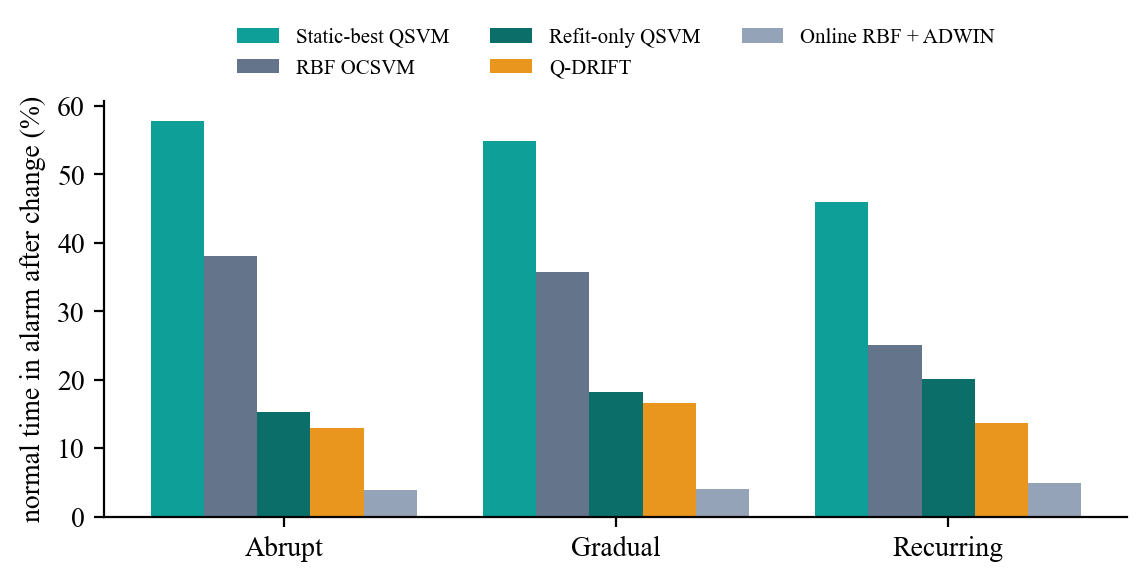 Static-best QSVM Refit-only QSVM Online RBF + ADWIN
RBF OCSVM Q-DRIFT
normal time in alarm after change (%)
60
50
40
30
20
10
0
Abrupt Gradual Recurring